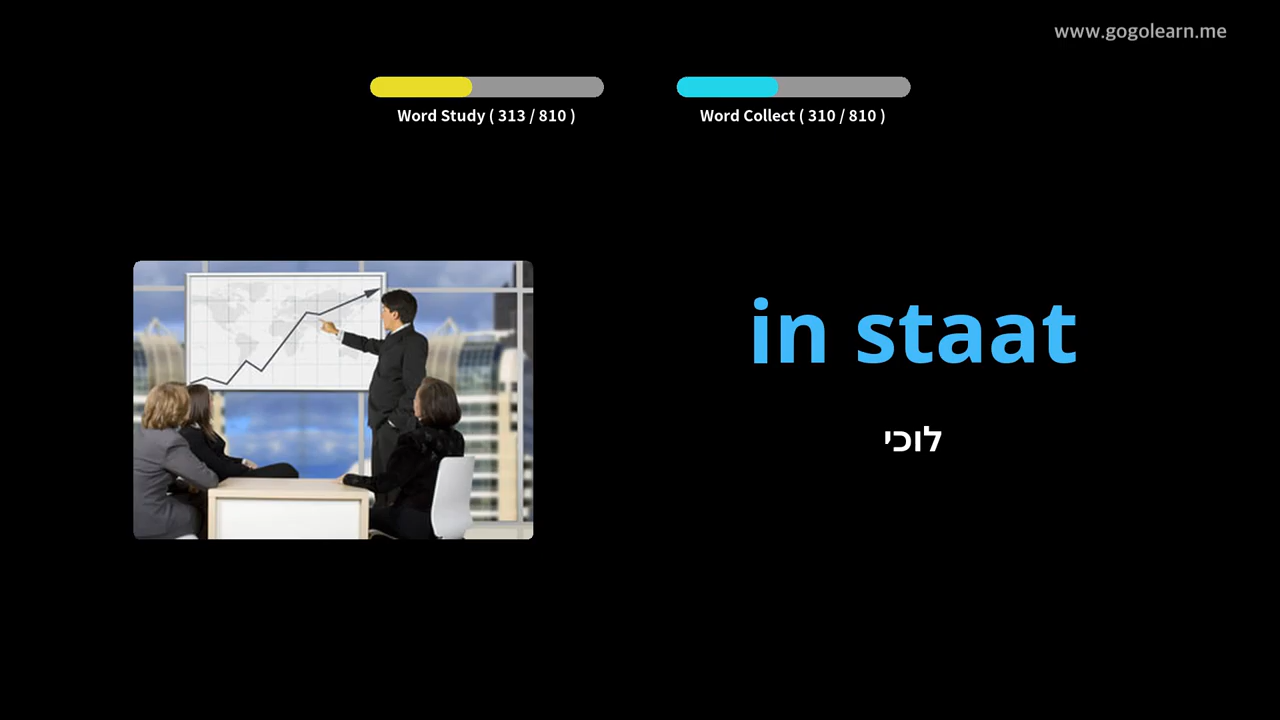 www.gogolearn.me
Word Study ( 313 / 810 )
Word Collect ( 310 / 810 )
in staat
לוכי